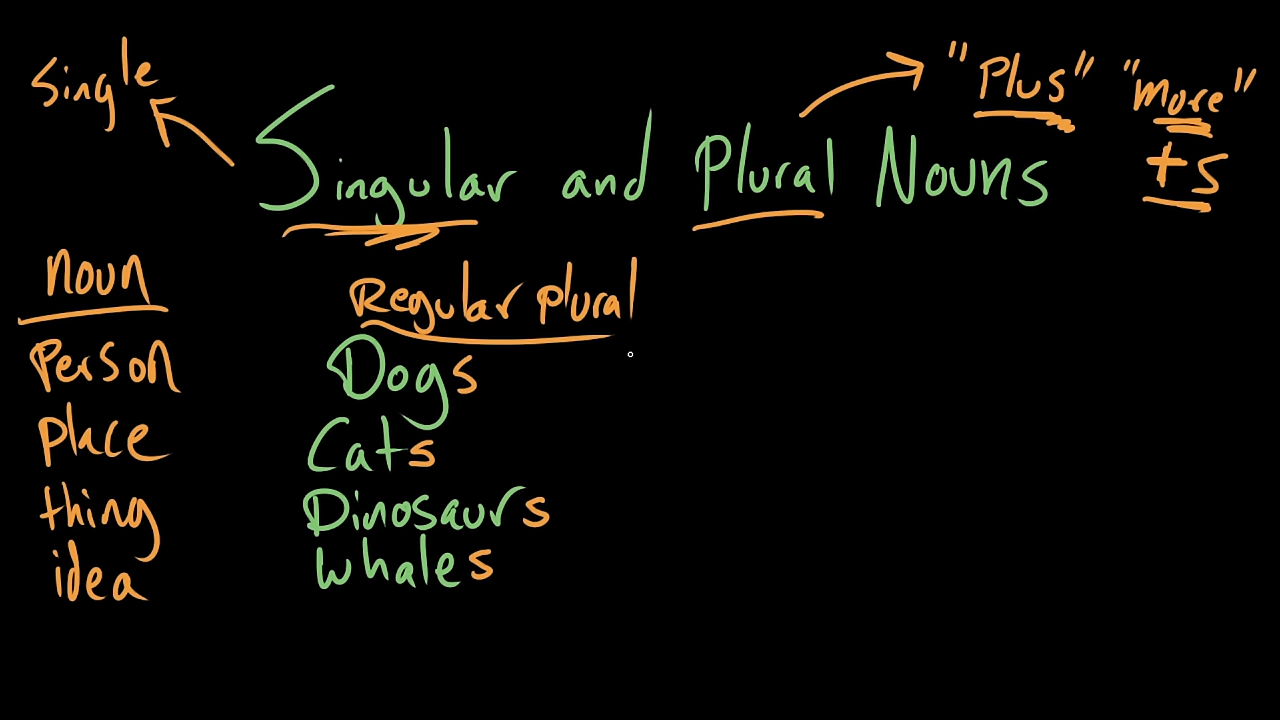 Single
"Plus" "more"
Singular and Plural Nouns
+s
noun
Regular plural
Person
Dogs
place
Cats
thing
Dinosaurs
idea
Whales